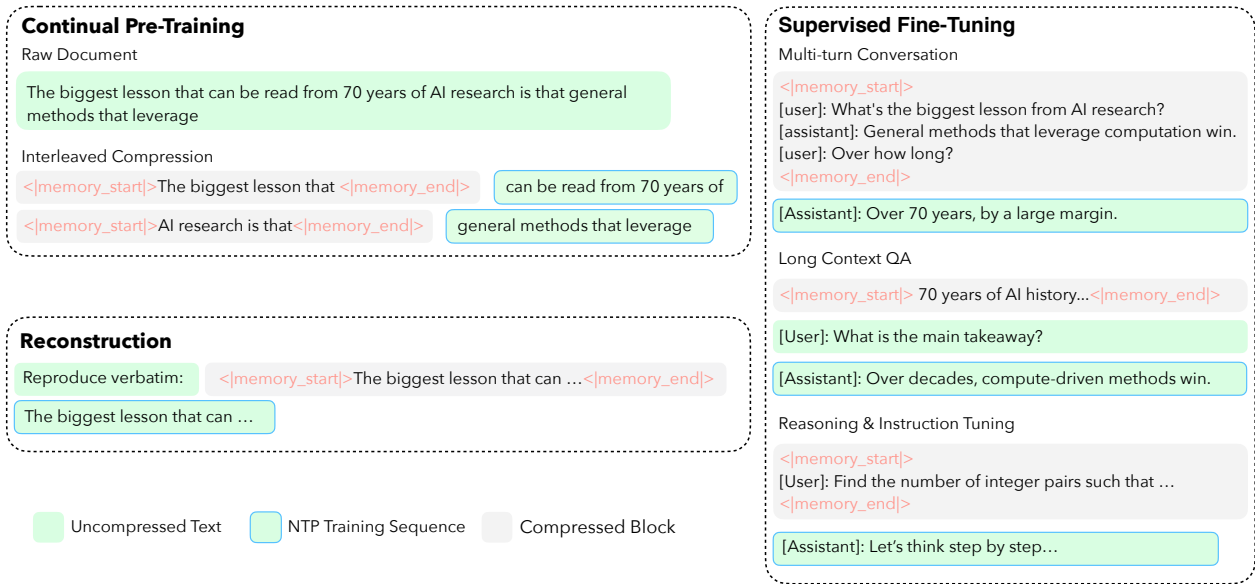 Continual Pre-Training
Raw Document
The biggest lesson that can be read from 70 years of AI research is that general
methods that leverage
Interleaved Compression
<|memory_start|>The biggest lesson that <|memory_end|> can be read from 70 years of
<|memory_start|>AI research is that<|memory_end|> general methods that leverage
Reconstruction
Reproduce verbatim: <|memory_start|>The biggest lesson that can ...<|memory_end|>
The biggest lesson that can ...
Uncompressed Text NTP Training Sequence Compressed Block
Supervised Fine-Tuning
Multi-turn Conversation
<|memory_start|>
[user]: What's the biggest lesson from AI research?
[assistant]: General methods that leverage computation win.
[user]: Over how long?
<|memory_end|>
[Assistant]: Over 70 years, by a large margin.
Long Context QA
<|memory_start|> 70 years of AI history...<|memory_end|>
[User]: What is the main takeaway?
[Assistant]: Over decades, compute-driven methods win.
Reasoning & Instruction Tuning
<|memory_start|>
[User]: Find the number of integer pairs such that ...
<|memory_end|>
[Assistant]: Let's think step by step...